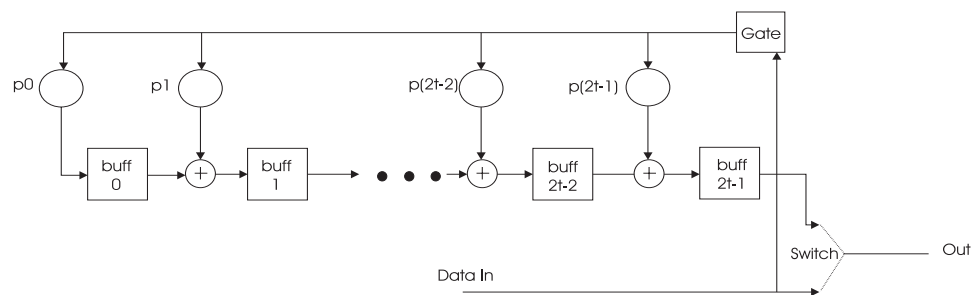 Gate
p0
p1
p(2t-2)
p(2t-1)
buff
0
+
buff
1
+
buff
2t-2
+
buff
2t-1
Switch
Out
Data In